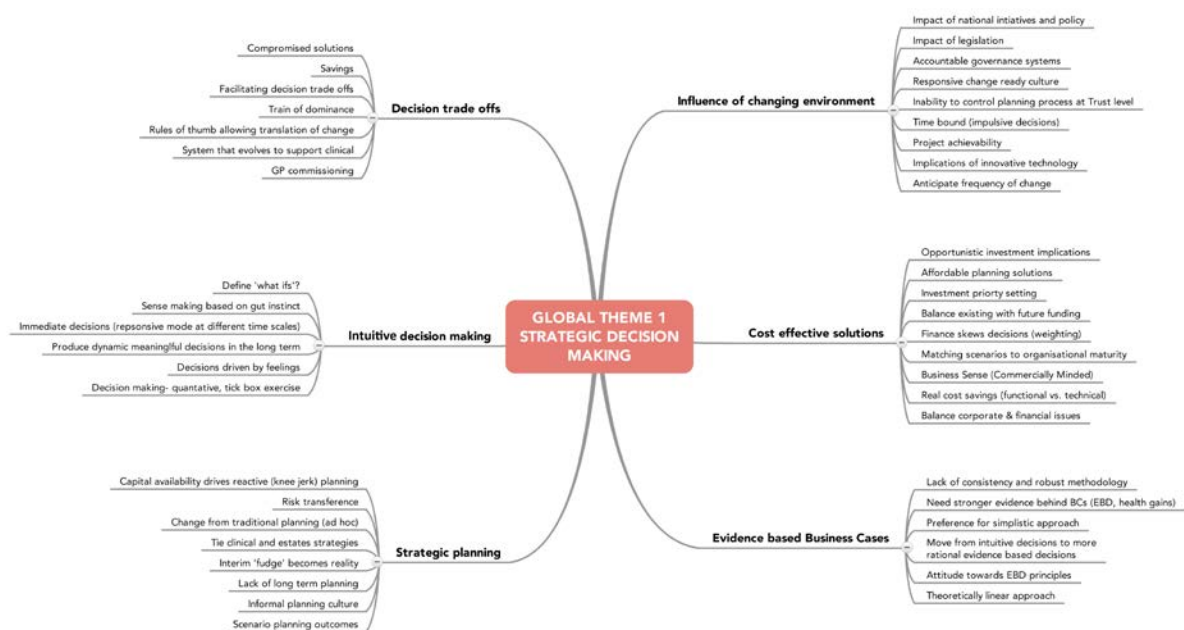 Compromised solutions
Savings
Facilitating decision trade offs
Train of dominance
Rules of thumb allowing translation of change
System that evolves to support clinical
GP commissioning
Decision trade offs
Define 'what ifs'?
Sense making based on gut instinct
Immediate decisions (repsonsive mode at different time scales)
Produce dynamic meaninglful decisions in the long term
Decisions driven by feelings
Decision making- quantative, tick box exercise
Intuitive decision making
Capital availability drives reactive (knee jerk) planning
Risk transference
Change from traditional planning (ad hoc)
Tie clinical and estates strategies
Interim 'fudge' becomes reality
Lack of long term planning
Informal planning culture
Scenario planning outcomes
Strategic planning
GLOBAL THEME 1
STRATEGIC DECISION
MAKING
Influence of changing environment
Impact of national intiatives and policy
Impact of legislation
Accountable governance systems
Responsive change ready culture
Inability to control planning process at Trust level
Time bound (impulsive decisions)
Project achievability
Implications of innovative technology
Anticipate frequency of change
Cost effective solutions
Opportunistic investment implications
Affordable planning solutions
Investment priorty setting
Balance existing with future funding
Finance skews decisions (weighting)
Matching scenarios to organisational maturity
Business Sense (Commercially Minded)
Real cost savings (functional vs. technical)
Balance corporate & financial issues
Evidence based Business Cases
Lack of consistency and robust methodology
Need stronger evidence behind BCs (EBD, health gains)
Preference for simplistic approach
Move from intuitive decisions to more
rational evidence based decisions
Attitude towards EBD principles
Theoretically linear approach